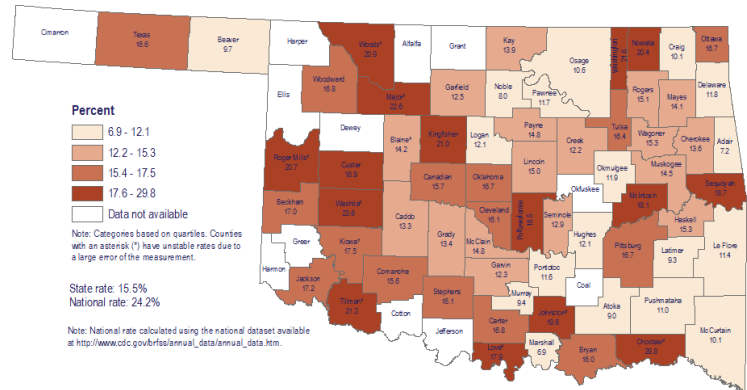 Cimarron
Texas
16.6
Beaver
9.7
Harper
Woods*
20.9
Alfalfa
Grant
Kay
13.9
Osage
10.6
Washington
21.6
Nowata
20.4
Craig
10.1
Ottawa
16.7
Ellis
Woodward
16.8
Major*
22.6
Garfield
12.5
Noble
8.0
Pawnee
11.7
Rogers
15.1
Mayes
14.1
Delaware
11.8
Percent
6.9 - 12.1
12.2 - 15.3
15.4 - 17.5
17.6 - 29.8
Data not available
Dewey
Blaine*
14.2
Kingfisher
21.0
Logan
12.1
Payne
14.8
Creek
12.2
Tulsa
16.4
Wagoner
15.3
Cherokee
13.6
Adair
7.2
Roger Mills*
20.7
Custer
18.8
Canadian
15.7
Oklahoma
16.7
Lincoln
15.0
Okmulgee
11.9
Muskogee
14.5
Okfuskee
McIntosh
18.1
Sequoyah
18.7
Beckham
17.0
Washita*
23.8
Caddo
13.3
Grady
13.4
Cleveland
16.1
Pottawatomie
18.5
Seminole
12.9
Hughes
12.1
Haskell
15.3
Note: Categories based on quartiles. Counties
with an asterisk (*) have unstable rates due to
a large error of the measurement.
Greer
Kiowa*
17.5
McClain
14.8
Pittsburg
16.7
Latimer
9.3
Le Flore
11.4
Harmon
Jackson
17.2
Comanche
15.6
Garvin
12.3
Pontotoc
11.6
Coal
State rate: 15.5%
National rate: 24.2%
Tillman*
21.2
Cotton
Stephens
16.1
Murray
9.4
Johnston*
19.6
Atoka
9.0
Pushmataha
11.0
McCurtain
10.1
Note: National rate calculated using the national dataset available
at http://www.cdc.gov/brfss/annual_data/annual_data.htm.
Jefferson
Carter
16.8
Love*
17.9
Marshall
6.9
Bryan
16.0
Choctaw*
29.8